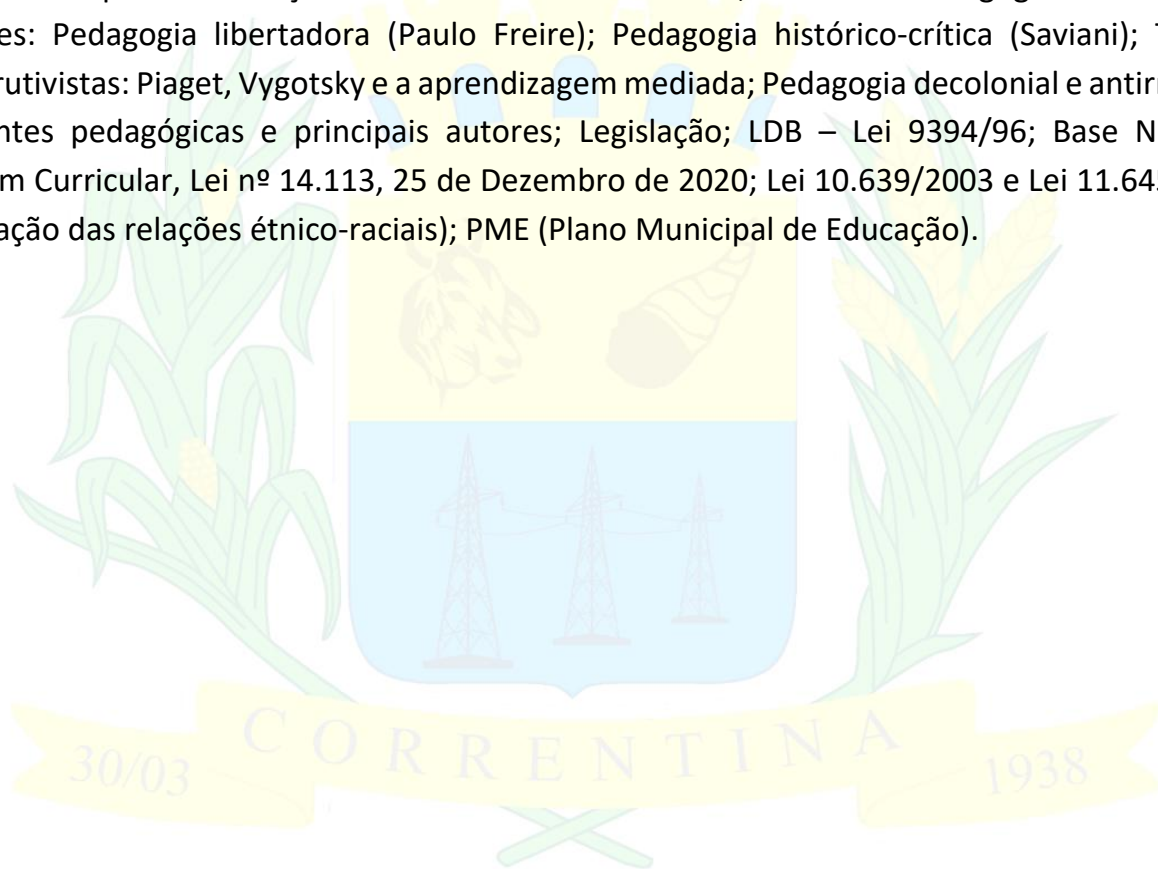 es: Pedagogia libertadora (Paulo Freire); Pedagogia histórico-crítica (Saviani);
rutivistas: Piaget, Vygotsky e a aprendizagem mediada; Pedagogia decolonial e antir
ntes pedagógicas e principais autores; Legislação; LDB – Lei 9394/96; Base N
m Curricular, Lei nº 14.113, 25 de Dezembro de 2020; Lei 10.639/2003 e Lei 11.64
ação das relações étnico-raciais); PME (Plano Municipal de Educação).
CORRENTINA
30/03
1938